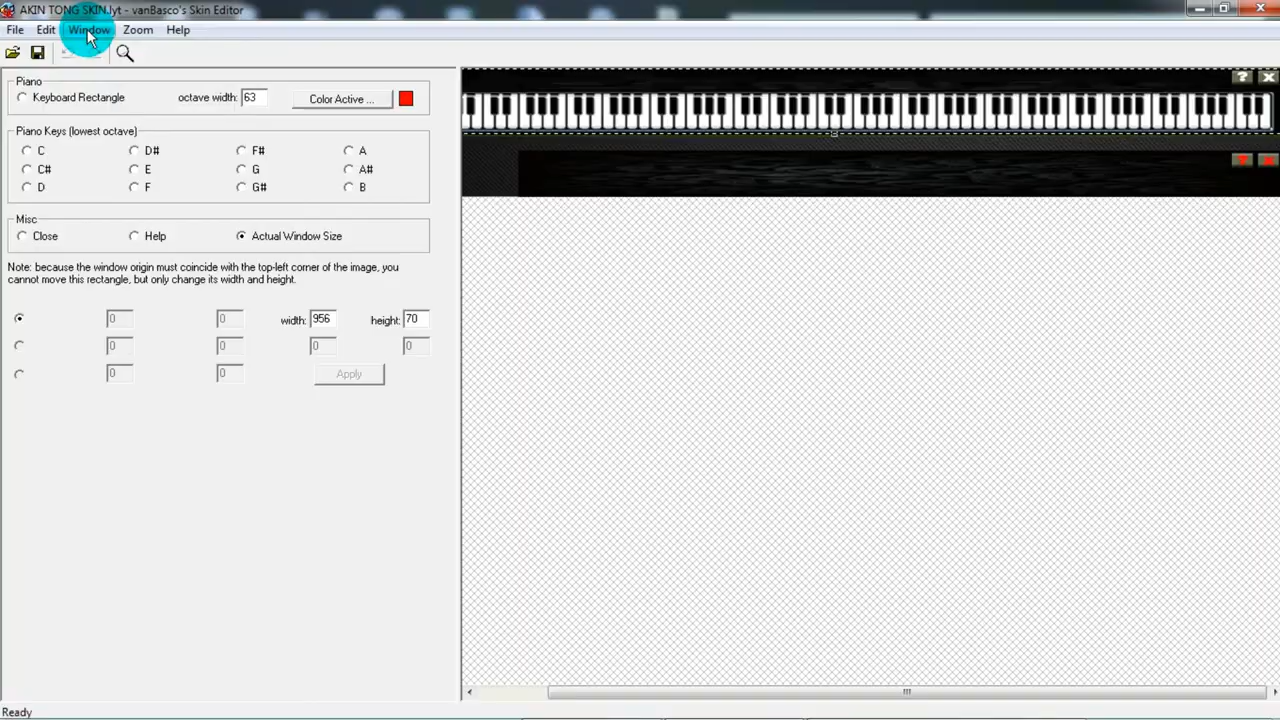 AKIN TONG SKIN.lyt - vanBasco's Skin Editor
File Edit Window Zoom Help
Piano
Keyboard Rectangle octave width: 63 Color Active ...
Piano Keys (lowest octave)
C D# F# A
C# E G A#
D F G# B
Misc
Close Help Actual Window Size
Note: because the window origin must coincide with the top-left corner of the image, you
cannot move this rectangle, but only change its width and height.
0 0 width: 956 height: 70
0 0 0 0
0 0 Apply
Ready